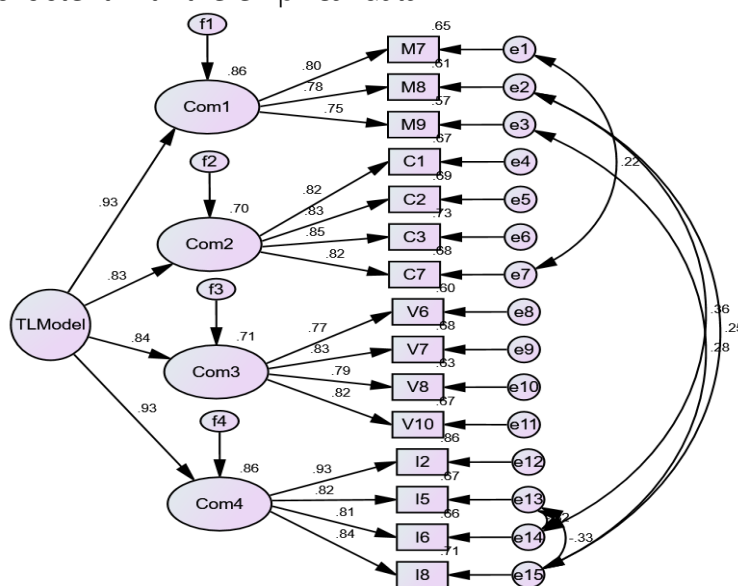 f1
.65
M7
e1
.86
.80
.61
M8
e2
Com1
.78
.57
.75
M9
e3
.67
f2
C1
e4
.22
.82
.69
.93
.70
.83
C2
e5
.73
Com2
.85
C3
e6
.68
.82
C7
e7
.83
.60
f3
V6
e8
.77
.68
.36
TLModel
.71
.83
V7
e9
.28
.84
.63
Com3
.79
V8
e10
.67
.82
V10
e11
.86
f4
.93
I2
e12
.86
.93
.67
.82
I5
e13
Com4
.66
.81
I6
e14
.71
-.33
.84
I8
e15